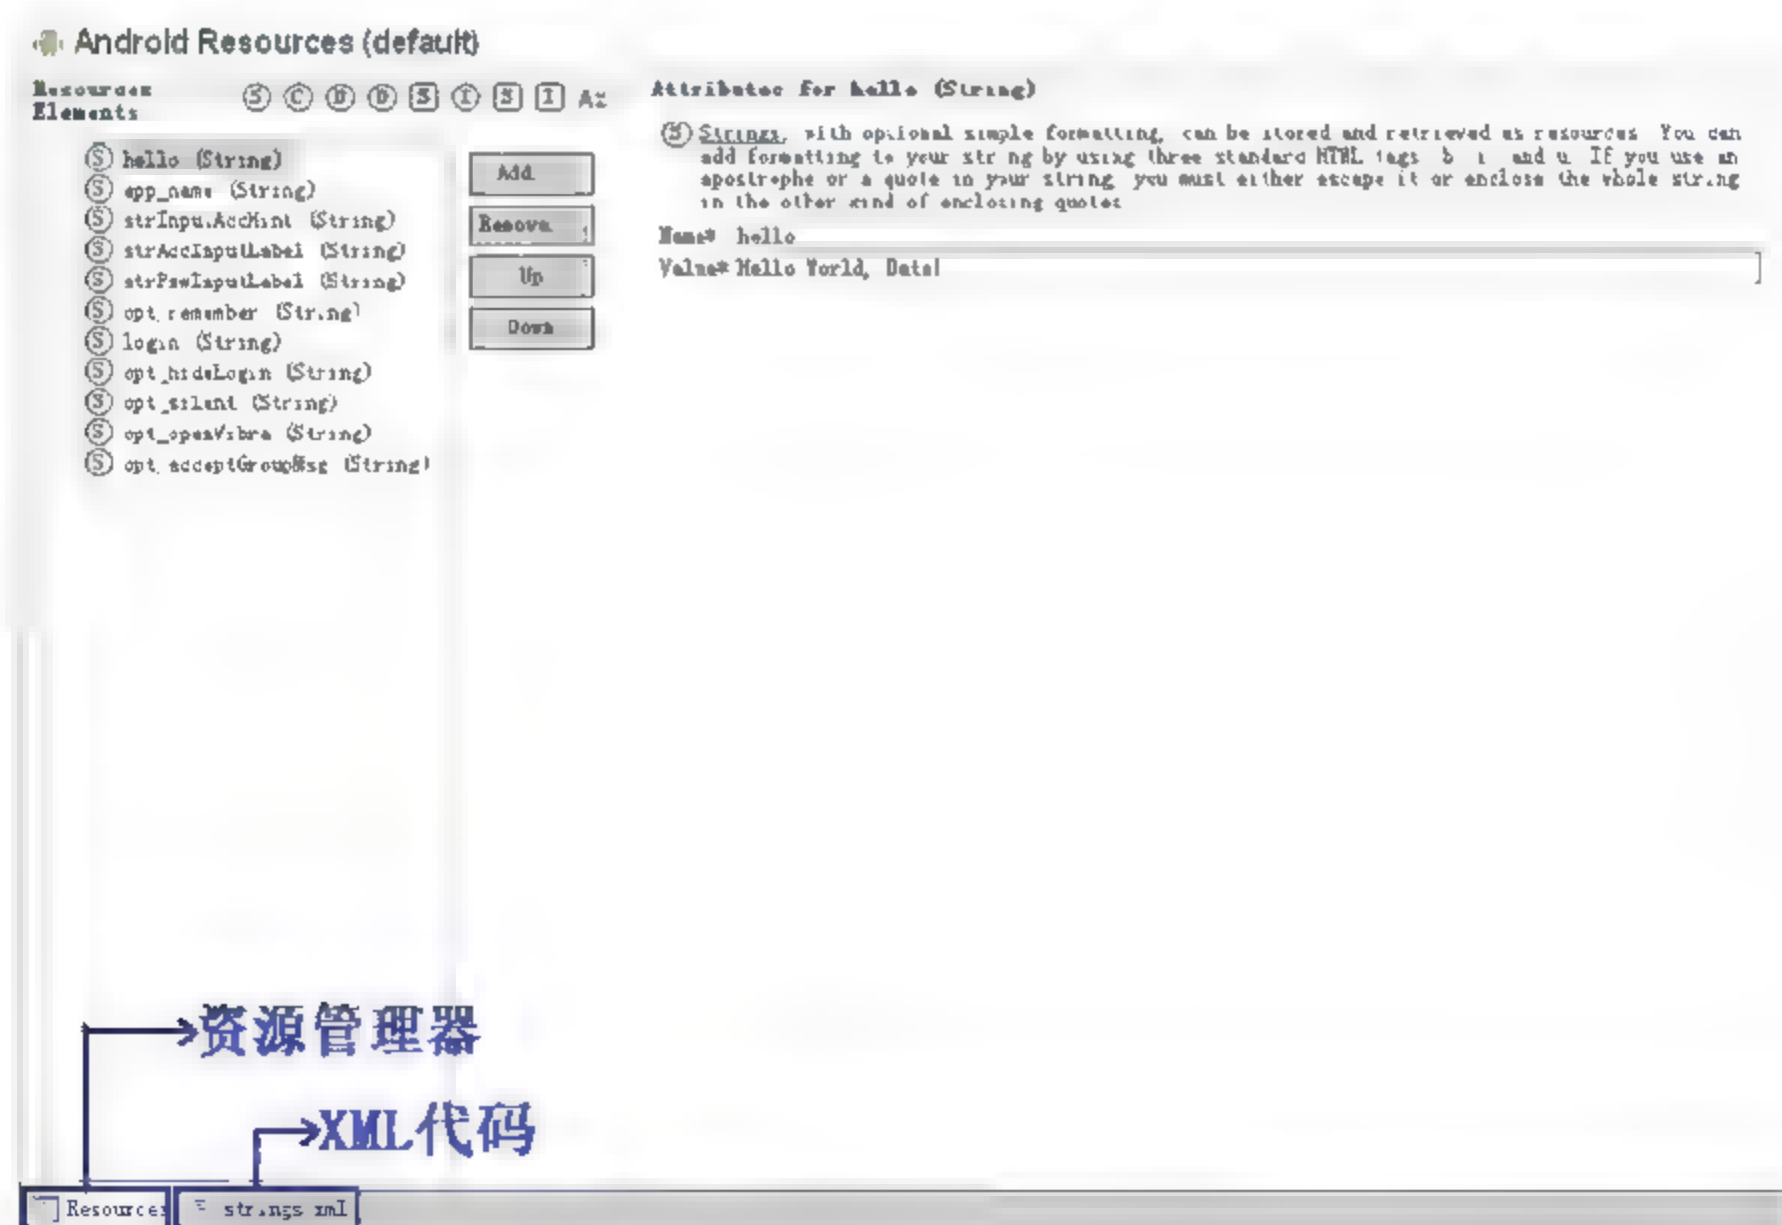 Android Resources (default)
Resources
Elements
S C D D S I S I Az
S hello (String)
S app_name (String)
S strInputAccHint (String)
S strAccInputLabel (String)
S strPswInputLabel (String)
S opt_remember (String)
S login (String)
S opt_hideLogin (String)
S opt_silent (String)
S opt_openVibra (String)
S opt_acceptGroupMsg (String)
Add
Remove
Up
Down
Attributes for hello (String)
S Strings, with optional simple formatting, can be stored and retrieved as resources You can
add formatting to your string by using three standard HTML tags b i and u If you use an
apostrophe or a quote in your string you must either escape it or enclose the whole string
in the other kind of enclosing quotes
Name* hello
Value* Hello World, Data!
资源管理器
XML代码
Resources
strings xml